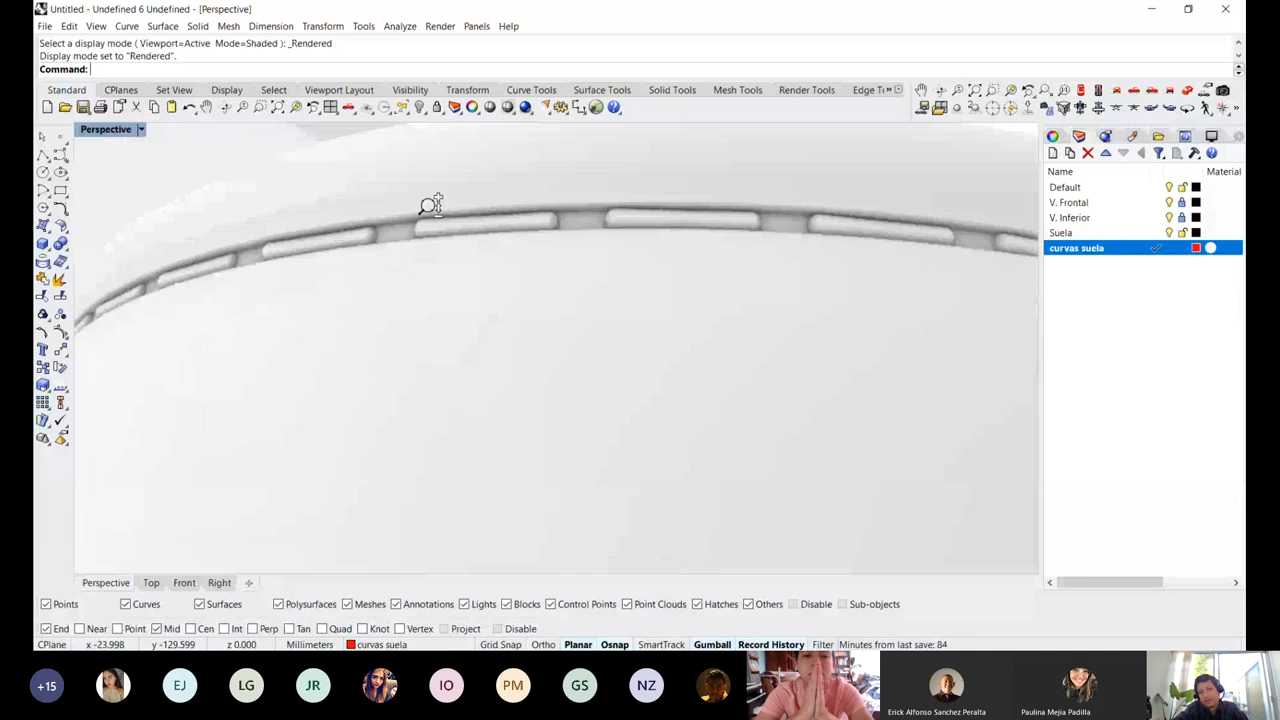 Untitled - Undefined 6 Undefined - [Perspective]
File Edit View Curve Surface Solid Mesh Dimension Transform Tools Analyze Render Panels Help
Select a display mode ( Viewport=Active Mode=Shaded ): _Rendered
Display mode set to "Rendered".
Command:
Standard CPlanes Set View Display Select Viewport Layout Visibility Transform Curve Tools Surface Tools Solid Tools Mesh Tools Render Tools Edge T
Perspective
Name Material
Default
V. Frontal
V. Inferior
Suela
curvas suela
Perspective Top Front Right
Points Curves Surfaces Polysurfaces Meshes Annotations Lights Blocks Control Points Point Clouds Hatches Others Disable Sub-objects
End Near Point Mid Cen Int Perp Tan Quad Knot Vertex Project Disable
CPlane x -23.998 y -129.599 z 0.000 Millimeters curvas suela Grid Snap Ortho Planar Osnap SmartTrack Gumball Record History Filter Minutes from last save: 84
+15 EJ LG JR IO PM GS NZ
Erick Alfonso Sanchez Peralta Paulina Mejia Padilla